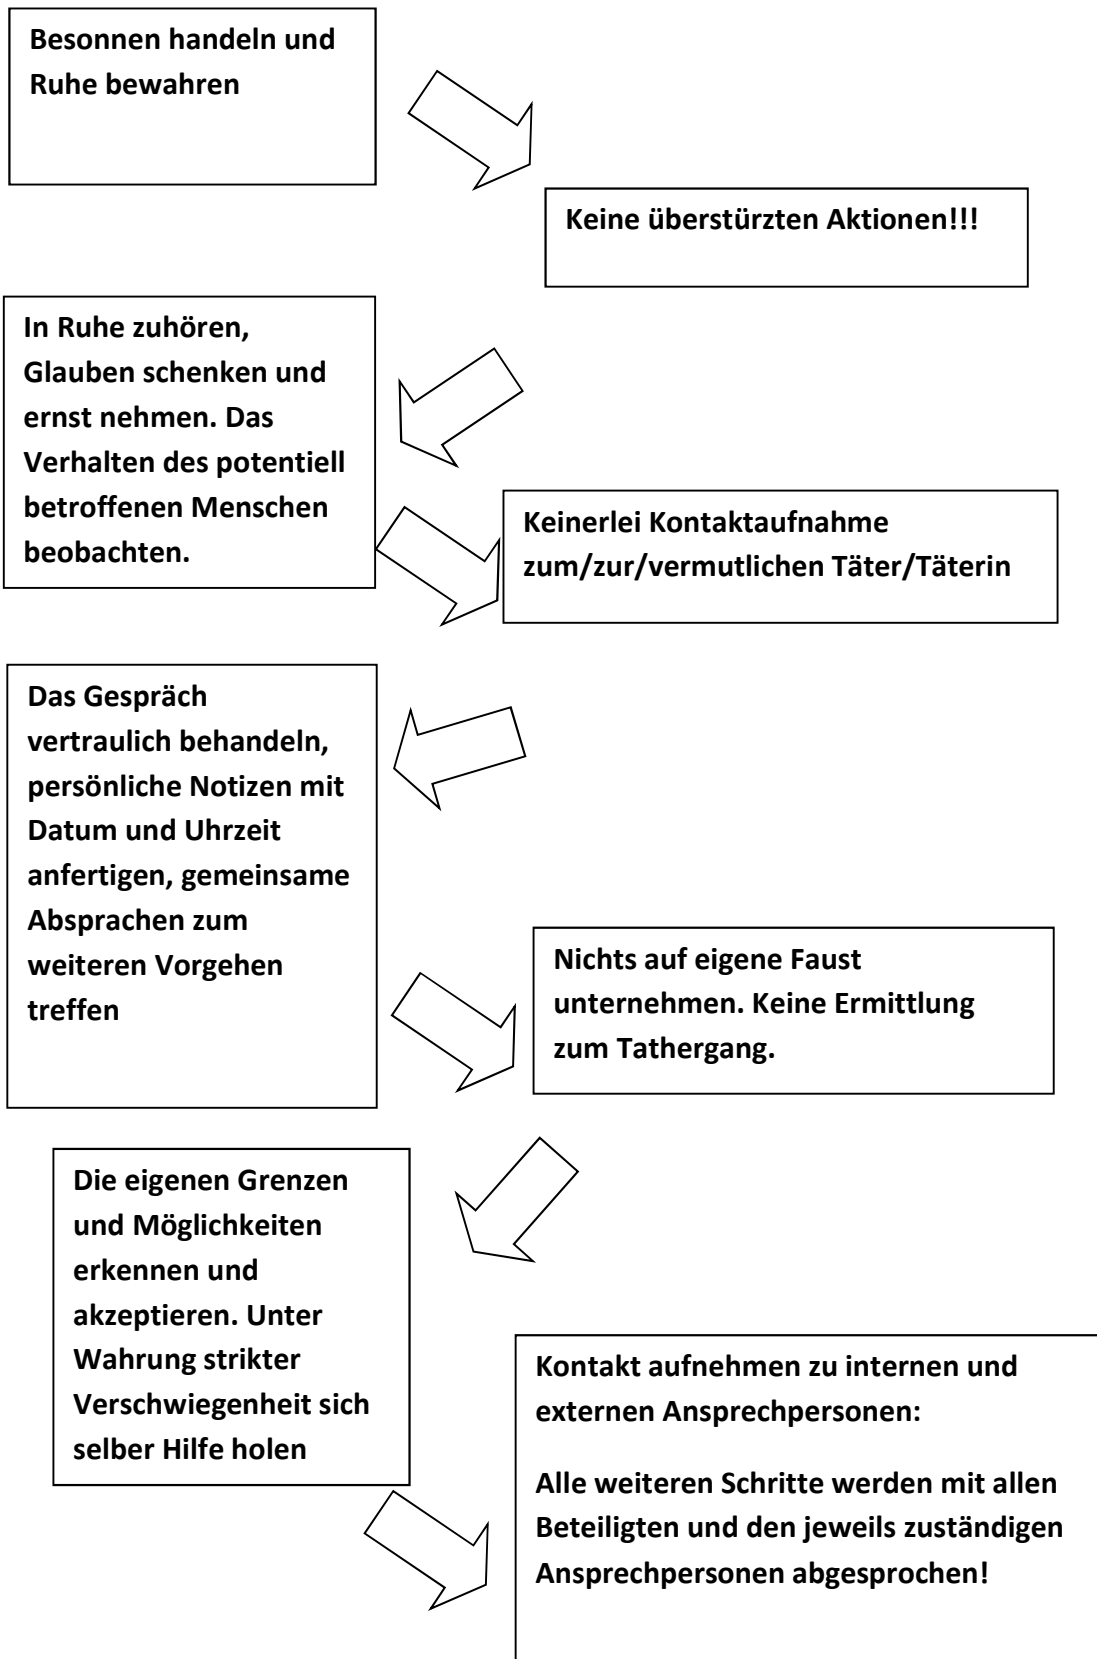 Besonnen handeln und
Ruhe bewahren
Keine überstürzten Aktionen!!!
In Ruhe zuhören,
Glauben schenken und
ernst nehmen. Das
Verhalten des potentiell
betroffenen Menschen
beobachten.
Keinerlei Kontaktaufnahme
zum/zur/vermutlichen Täter/Täterin
Das Gespräch
vertraulich behandeln,
persönliche Notizen mit
Datum und Uhrzeit
anfertigen, gemeinsame
Absprachen zum
weiteren Vorgehen
treffen
Nichts auf eigene Faust
unternehmen. Keine Ermittlung
zum Tathergang.
Die eigenen Grenzen
und Möglichkeiten
erkennen und
akzeptieren. Unter
Wahrung strikter
Verschwiegenheit sich
selber Hilfe holen
Kontakt aufnehmen zu internen und
externen Ansprechpersonen:
Alle weiteren Schritte werden mit allen
Beteiligten und den jeweils zuständigen
Ansprechpersonen abgesprochen!